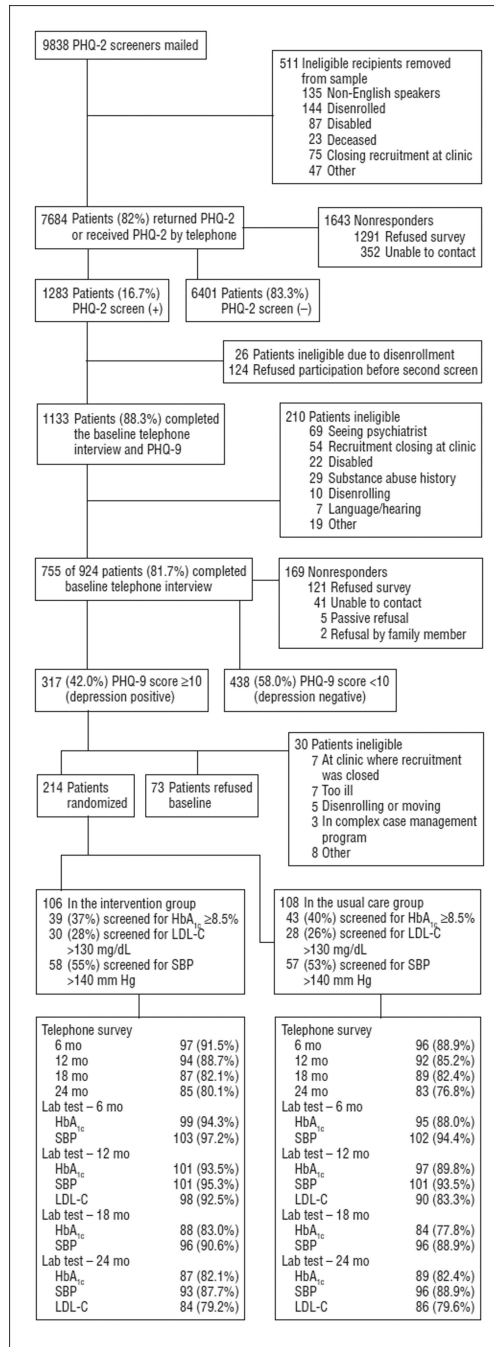 9838 PHQ-2 screeners mailed
511 Ineligible recipients removed
from sample
135 Non-English speakers
144 Disenrolled
87 Disabled
23 Deceased
75 Closing recruitment at clinic
47 Other
7684 Patients (82%) returned PHQ-2
or received PHQ-2 by telephone
1643 Nonresponders
1291 Refused survey
352 Unable to contact
1283 Patients (16.7%)
PHQ-2 screen (+)
6401 Patients (83.3%)
PHQ-2 screen (–)
26 Patients ineligible due to disenrollment
124 Refused participation before second screen
1133 Patients (88.3%) completed
the baseline telephone
interview and PHQ-9
210 Patients ineligible
69 Seeing psychiatrist
54 Recruitment closing at clinic
22 Disabled
29 Substance abuse history
10 Disenrolling
7 Language/hearing
19 Other
755 of 924 patients (81.7%) completed
baseline telephone interview
169 Nonresponders
121 Refused survey
41 Unable to contact
5 Passive refusal
2 Refusal by family member
317 (42.0%) PHQ-9 score ≥10
(depression positive)
438 (58.0%) PHQ-9 score <10
(depression negative)
30 Patients ineligible
7 At clinic where recruitment
was closed
7 Too ill
5 Disenrolling or moving
3 In complex case management
program
8 Other
214 Patients
randomized
73 Patients refused
baseline
106 In the intervention group
39 (37%) screened for HbA1c ≥8.5%
30 (28%) screened for LDL-C
>130 mg/dL
58 (55%) screened for SBP
>140 mm Hg
108 In the usual care group
43 (40%) screened for HbA1c ≥8.5%
28 (26%) screened for LDL-C
>130 mg/dL
57 (53%) screened for SBP
>140 mm Hg
Telephone survey
6 mo 97 (91.5%)
12 mo 94 (88.7%)
18 mo 87 (82.1%)
24 mo 85 (80.1%)
Lab test – 6 mo
HbA1c 99 (94.3%)
SBP 103 (97.2%)
Lab test – 12 mo
HbA1c 101 (93.5%)
SBP 101 (95.3%)
LDL-C 98 (92.5%)
Lab test – 18 mo
HbA1c 88 (83.0%)
SBP 96 (90.6%)
Lab test – 24 mo
HbA1c 87 (82.1%)
SBP 93 (87.7%)
LDL-C 84 (79.2%)
Telephone survey
6 mo 96 (88.9%)
12 mo 92 (85.2%)
18 mo 89 (82.4%)
24 mo 83 (76.8%)
Lab test – 6 mo
HbA1c 95 (88.0%)
SBP 102 (94.4%)
Lab test – 12 mo
HbA1c 97 (89.8%)
SBP 101 (93.5%)
LDL-C 90 (83.3%)
Lab test – 18 mo
HbA1c 84 (77.8%)
SBP 96 (88.9%)
Lab test – 24 mo
HbA1c 89 (82.4%)
SBP 96 (88.9%)
LDL-C 86 (79.6%)